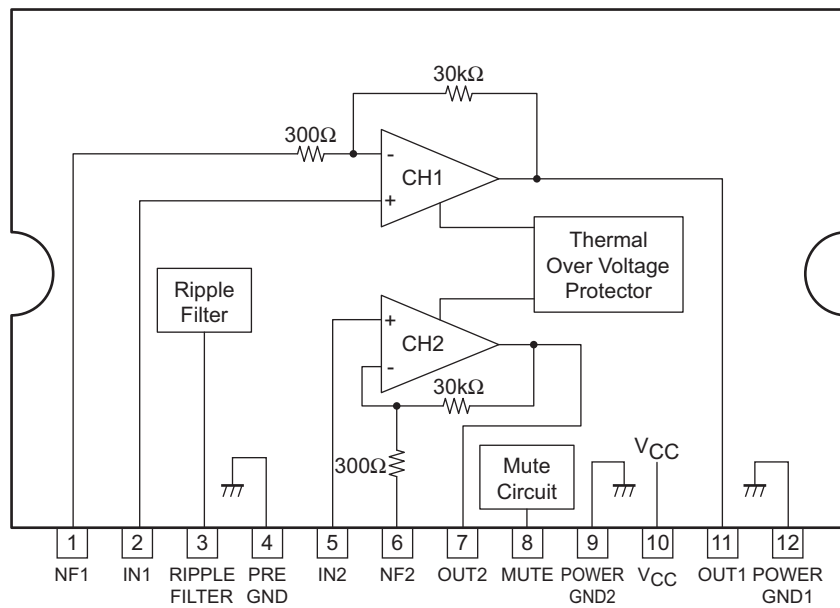 30kΩ
300Ω
-
CH1
+
Thermal
Over Voltage
Protector
Ripple
Filter
+
CH2
-
30kΩ
300Ω
Mute
Circuit
VCC
1 2 3 4 5 6 7 8 9 10 11 12
NF1 IN1 RIPPLE PRE IN2 NF2 OUT2 MUTE POWER VCC OUT1 POWER
FILTER GND GND2 GND1